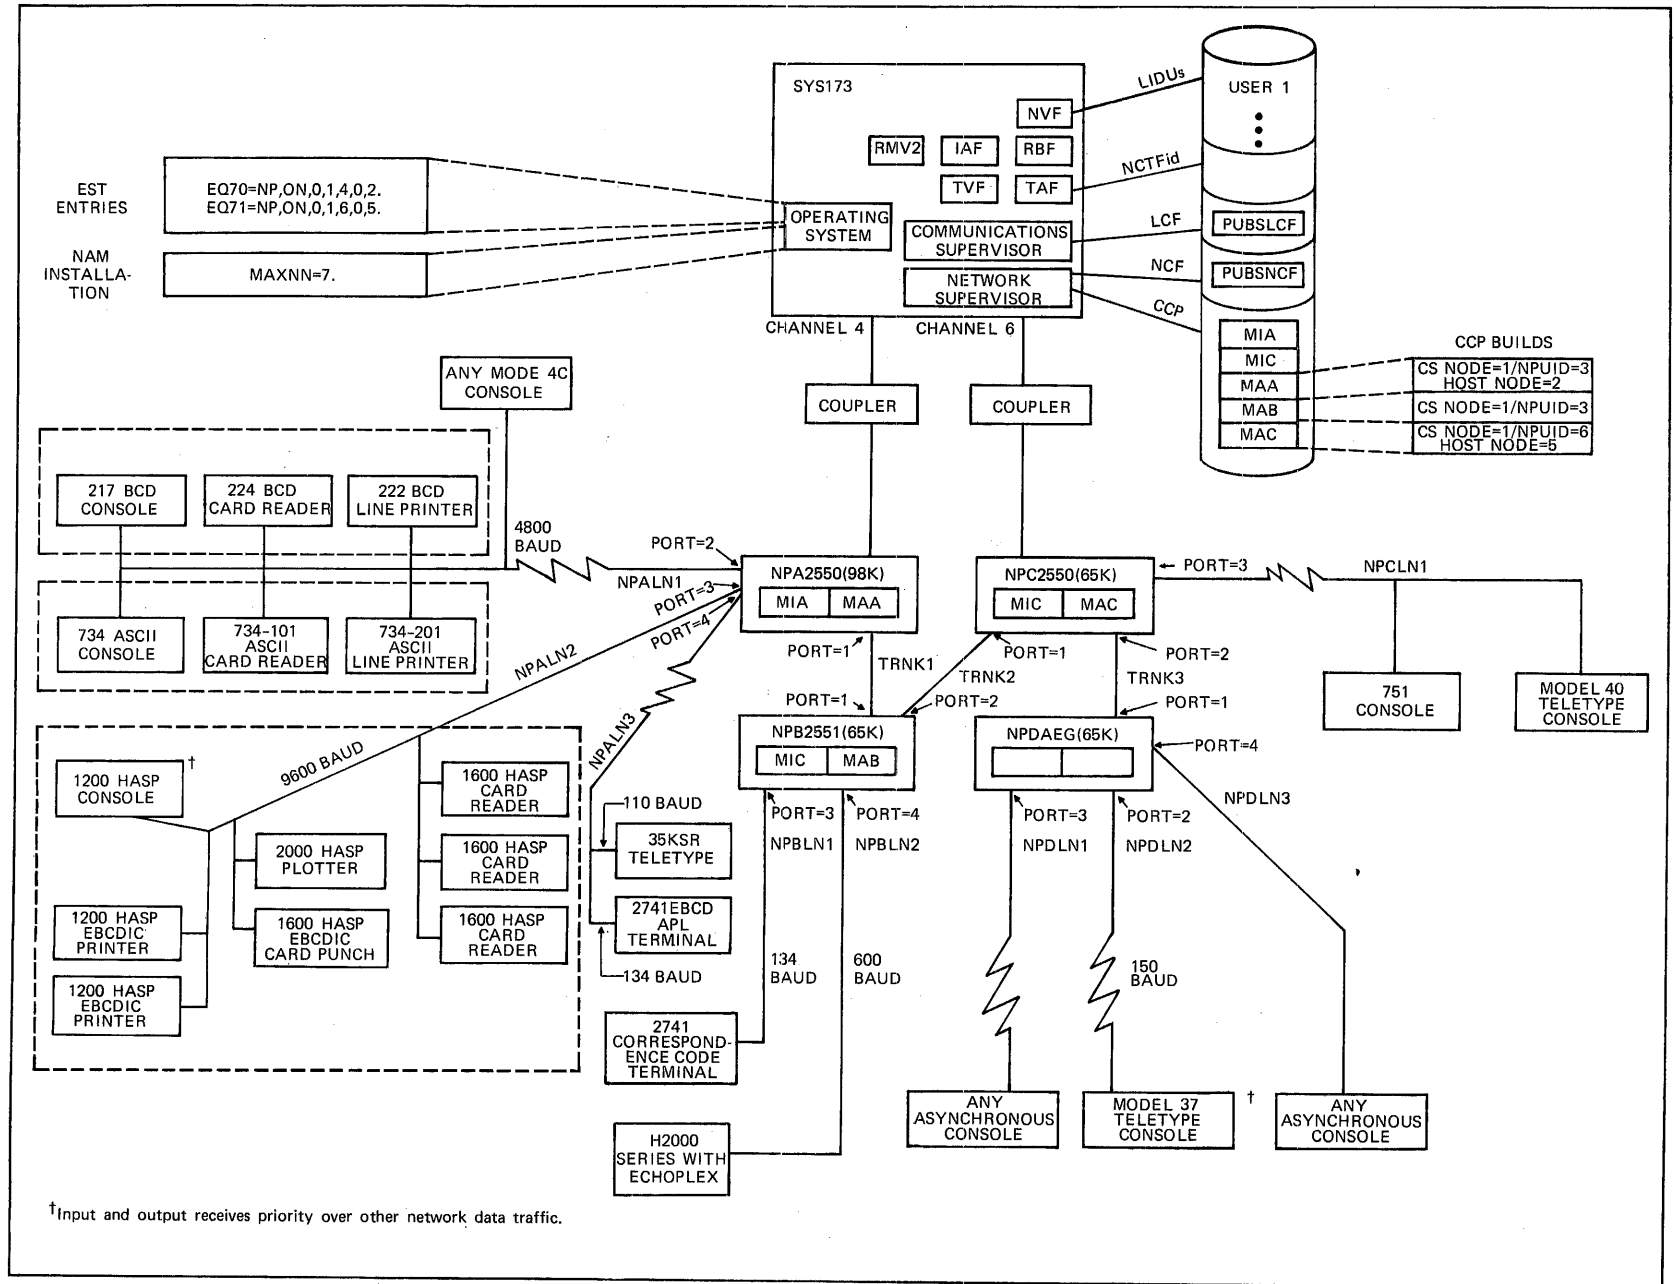 SYS173
NVF
RMV2
IAF
RBF
TVF
TAF
OPERATING
SYSTEM
COMMUNICATIONS
SUPERVISOR
NETWORK
SUPERVISOR
LIDUs
NCTFid
LCF
NCF
CCP
USER 1
PUBSLCF
PUBSNCF
MIA
MIC
MAA
MAB
MAC
CCP BUILDS
CS NODE=1/NPUID=3
HOST NODE=2
CS NODE=1/NPUID=3
CS NODE=1/NPUID=6
HOST NODE=5
EST
ENTRIES
EQ70=NP,ON,0,1,4,0,2.
EQ71=NP,ON,0,1,6,0,5.
NAM
INSTALLA-
TION
MAXNN=7.
CHANNEL 4
CHANNEL 6
COUPLER
COUPLER
ANY MODE 4C
CONSOLE
217 BCD
CONSOLE
224 BCD
CARD READER
222 BCD
LINE PRINTER
4800
BAUD
734 ASCII
CONSOLE
734-101
ASCII
CARD READER
734-201
ASCII
LINE PRINTER
PORT=2
NPALN1
PORT=3
PORT=4
NPALN2
NPALN3
NPA2550(98K)
MIA
MAA
NPC2550(65K)
MIC
MAC
PORT=3
NPCLN1
PORT=1
TRNK1
PORT=1
TRNK2
PORT=1
PORT=2
PORT=2
TRNK3
PORT=1
751
CONSOLE
MODEL 40
TELETYPE
CONSOLE
NPB2551(65K)
MIC
MAB
NPDAEG(65K)
PORT=4
NPDLN3
PORT=3
NPBLN1
PORT=4
NPBLN2
PORT=3
NPDLN1
PORT=2
NPDLN2
9600 BAUD
1200 HASP †
CONSOLE
2000 HASP
PLOTTER
1200 HASP
EBCDIC
PRINTER
1600 HASP
EBCDIC
CARD PUNCH
1200 HASP
EBCDIC
PRINTER
1600 HASP
CARD
READER
1600 HASP
CARD
READER
1600 HASP
CARD
READER
110 BAUD
35KSR
TELETYPE
2741EBCD
APL
TERMINAL
134 BAUD
134
BAUD
600
BAUD
150
BAUD
2741
CORRESPOND-
ENCE CODE
TERMINAL
H2000
SERIES WITH
ECHOPLEX
ANY
ASYNCHRONOUS
CONSOLE
MODEL 37 †
TELETYPE
CONSOLE
ANY
ASYNCHRONOUS
CONSOLE
†Input and output receives priority over other network data traffic.